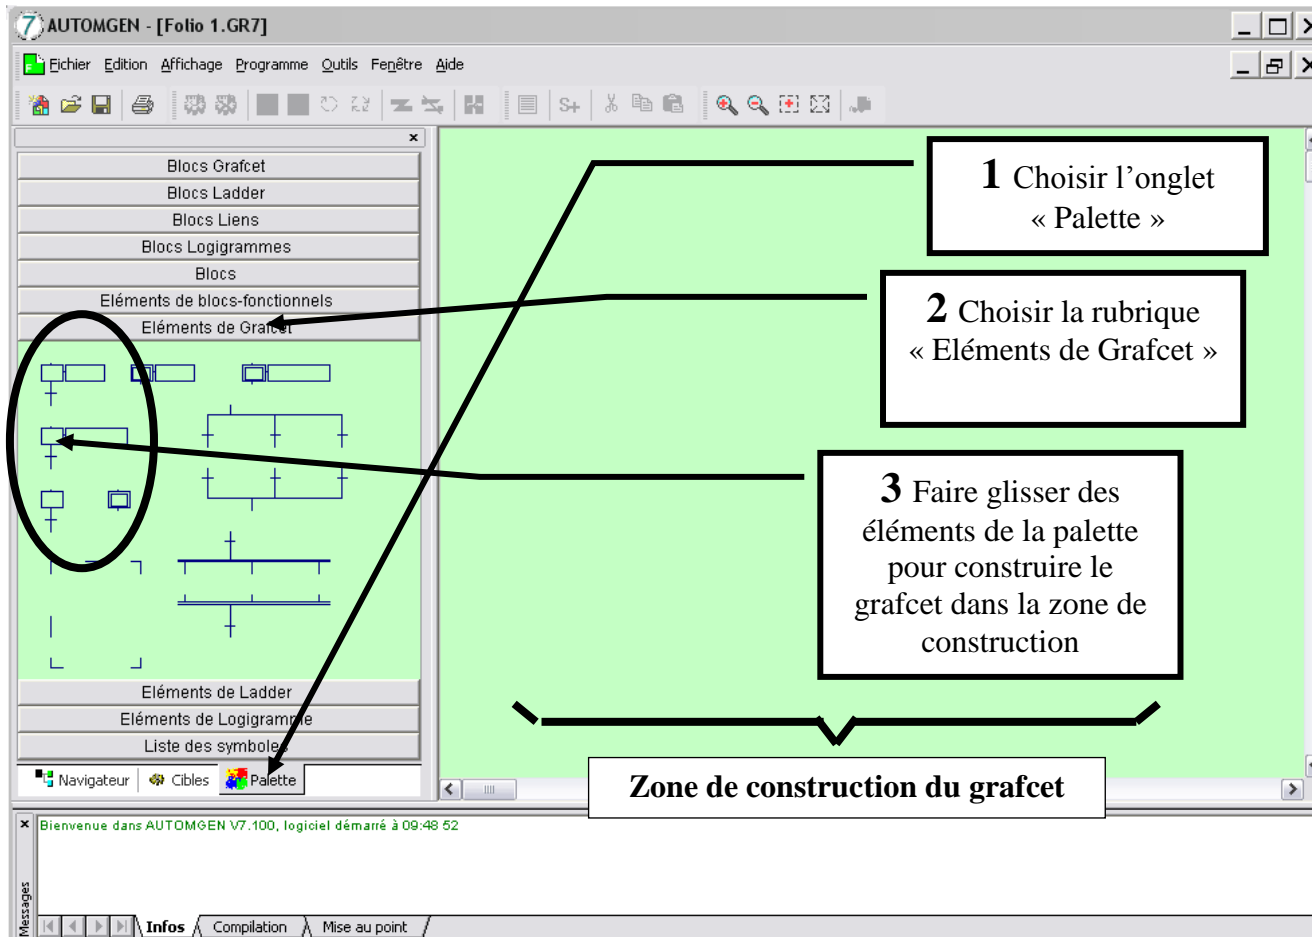 AUTOMGEN - [Folio 1.GR7]
Fichier Edition Affichage Programme Outils Fenêtre Aide
S+
Blocs Grafcet
Blocs Ladder
Blocs Liens
Blocs Logigrammes
Blocs
Eléments de blocs-fonctionnels
Eléments de Grafcet
Eléments de Ladder
Eléments de Logigramme
Liste des symboles
Navigateur Cibles Palette
1 Choisir l’onglet
« Palette »
2 Choisir la rubrique
« Eléments de Grafcet »
3 Faire glisser des
éléments de la palette
pour construire le
grafcet dans la zone de
construction
Zone de construction du grafcet
Bienvenue dans AUTOMGEN V7.100, logiciel démarré à 09:48 52
Messages
Infos Compilation Mise au point